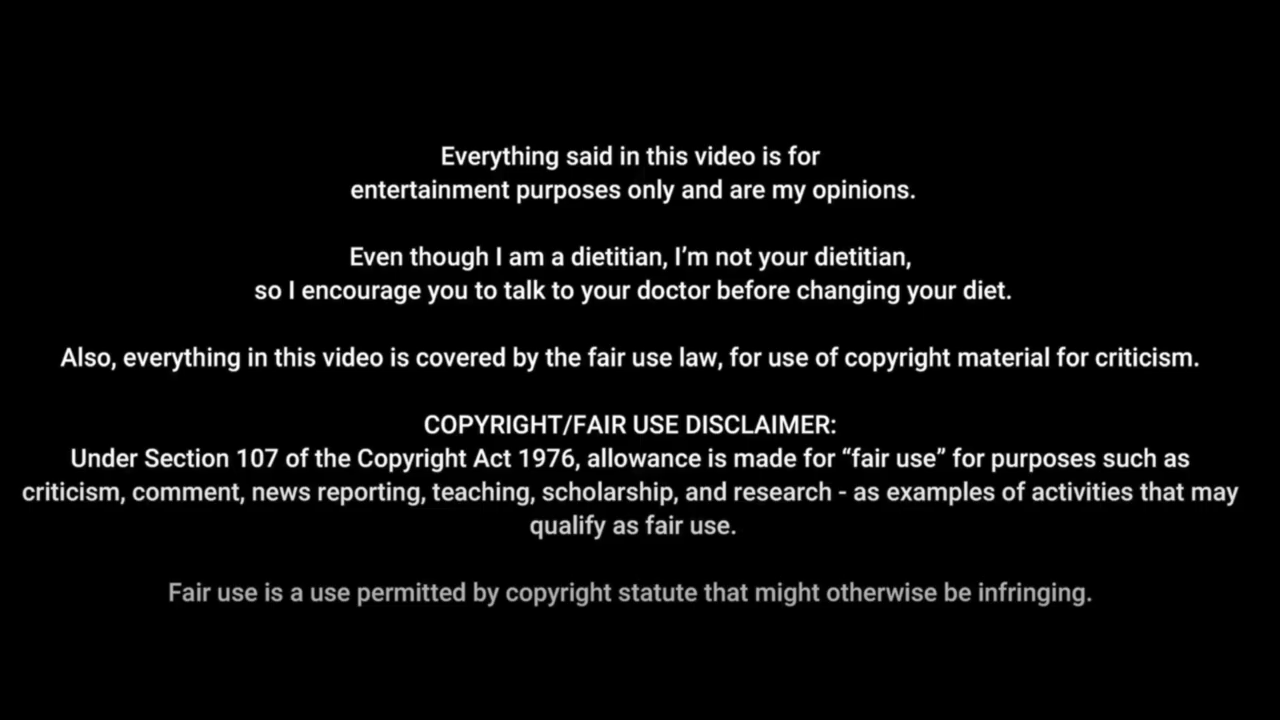 Everything said in this video is for
entertainment purposes only and are my opinions.
Even though I am a dietitian, I’m not your dietitian,
so I encourage you to talk to your doctor before changing your diet.
Also, everything in this video is covered by the fair use law, for use of copyright material for criticism.
COPYRIGHT/FAIR USE DISCLAIMER:
Under Section 107 of the Copyright Act 1976, allowance is made for “fair use” for purposes such as
criticism, comment, news reporting, teaching, scholarship, and research - as examples of activities that may
qualify as fair use.
Fair use is a use permitted by copyright statute that might otherwise be infringing.